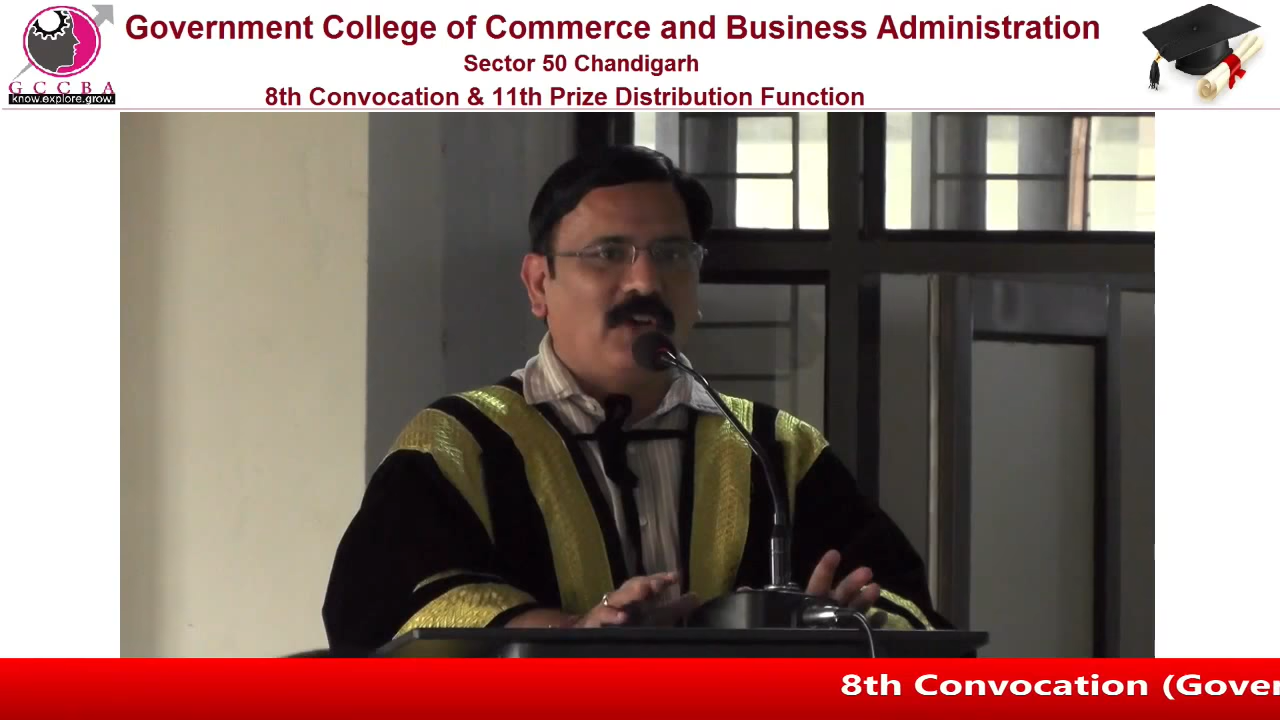 Government College of Commerce and Business Administration
Sector 50 Chandigarh
8th Convocation & 11th Prize Distribution Function
GCCBA
know.explore.grow.
8th Convocation (Gover